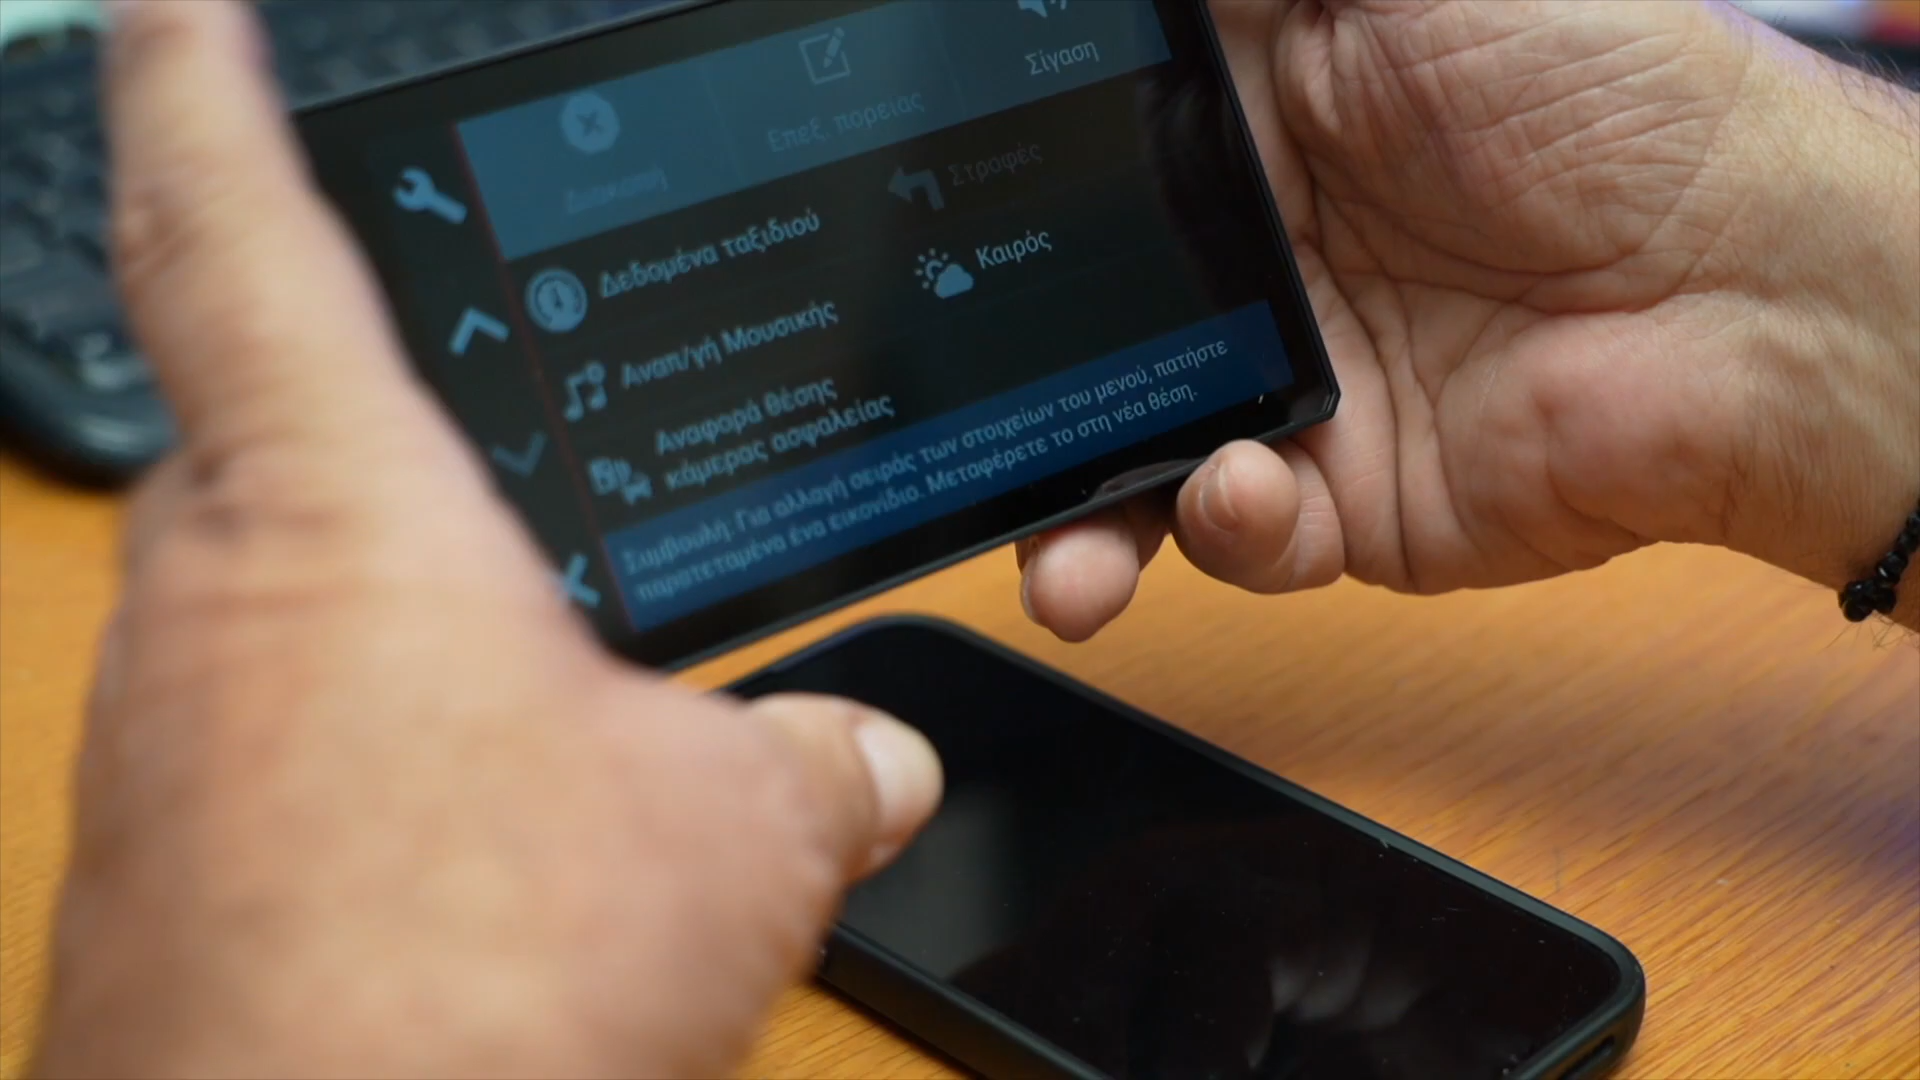 Σίγαση
Επεξ. πορείας
Διακοπή
Στροφές
Δεδομένα ταξιδιού
Καιρός
Αναπ/γή Μουσικής
Αναφορά θέσης
κάμερας ασφαλείας
Συμβουλή: Για αλλαγή σειράς των στοιχείων του μενού, πατήστε
παρατεταμένα ένα εικονίδιο. Μεταφέρετε το στη νέα θέση.